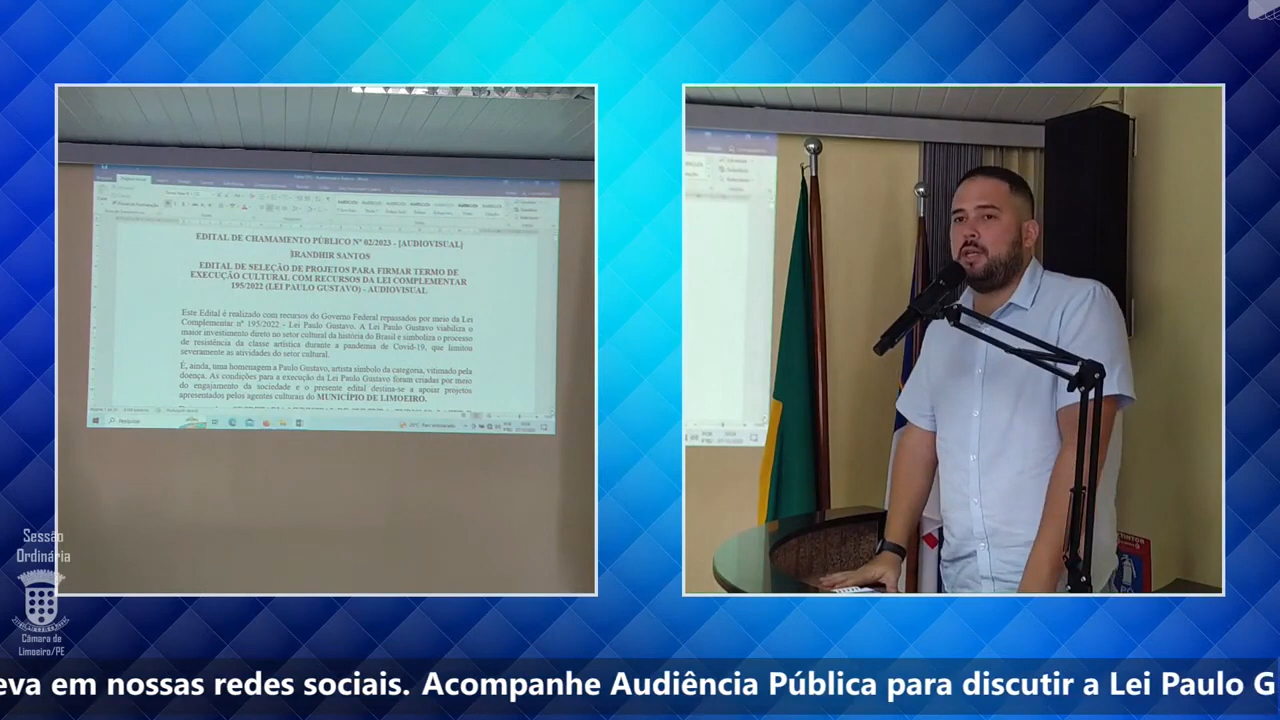 EDITAL DE CHAMAMENTO PÚBLICO Nº 02/2023 - [AUDIOVISUAL]
IRANDHIR SANTOS
EDITAL DE SELEÇÃO DE PROJETOS PARA FIRMAR TERMO DE
EXECUÇÃO CULTURAL COM RECURSOS DA LEI COMPLEMENTAR
195/2022 (LEI PAULO GUSTAVO) - AUDIOVISUAL
Este Edital é realizado com recursos do Governo Federal repassados por meio da Lei
Complementar nº 195/2022 - Lei Paulo Gustavo. A Lei Paulo Gustavo viabiliza o
maior investimento direto no setor cultural da história do Brasil e simboliza o processo
de resistência da classe artística durante a pandemia de Covid-19, que limitou
severamente as atividades do setor cultural.
É, ainda, uma homenagem a Paulo Gustavo, artista símbolo da categoria, vitimado pela
doença. As condições para a execução da Lei Paulo Gustavo foram criadas por meio
do engajamento da sociedade e o presente edital destina-se a apoiar projetos
apresentados pelos agentes culturais do MUNICÍPIO DE LIMOEIRO.
Pesquisar
Sessão
Ordinária
Câmara de
Limoeiro/PE
eva em nossas redes sociais. Acompanhe Audiência Pública para discutir a Lei Paulo G